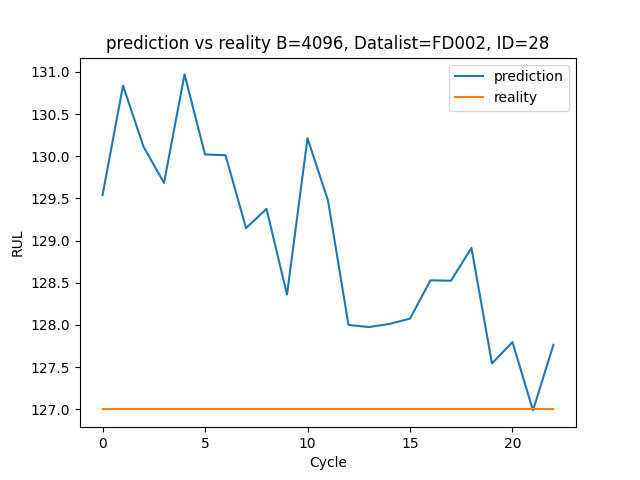 prediction vs reality B=4096, Datalist=FD002, ID=28
prediction
reality
131.0
130.5
130.0
129.5
129.0
128.5
128.0
127.5
127.0
RUL
0
5
10
15
20
Cycle